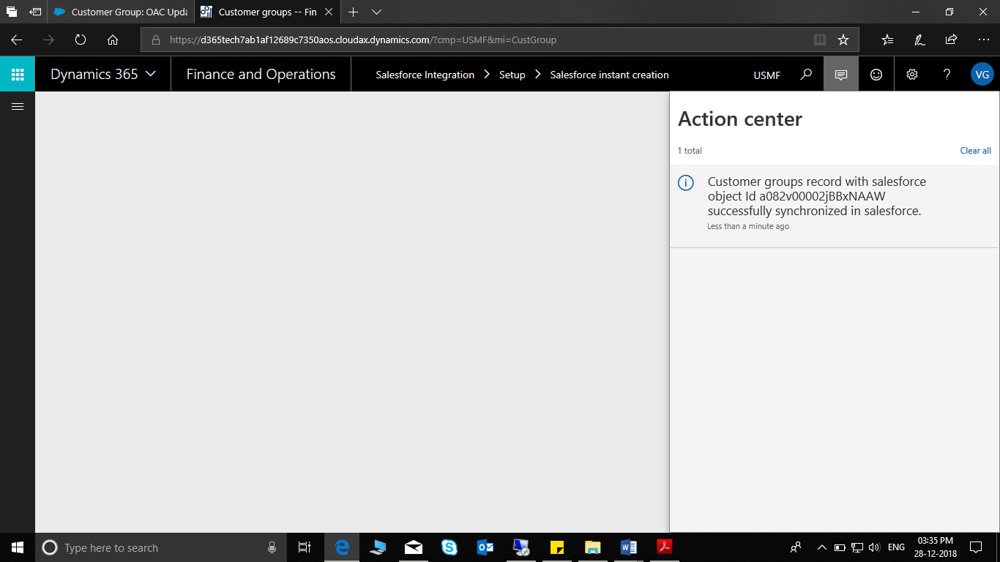 Customer Group: OAC Upda
Customer groups -- Fin
https://d365tech7ab1af12689c7350aos.cloudax.dynamics.com/?cmp=USMF&mi=CustGroup
Dynamics 365
Finance and Operations
Salesforce Integration > Setup > Salesforce instant creation
USMF
?
VG
Action center
1 total
Clear all
Customer groups record with salesforce
object Id a082v00002jBBxNAAW
successfully synchronized in salesforce.
Less than a minute ago
Type here to search
ENG
03:35 PM
28-12-2018